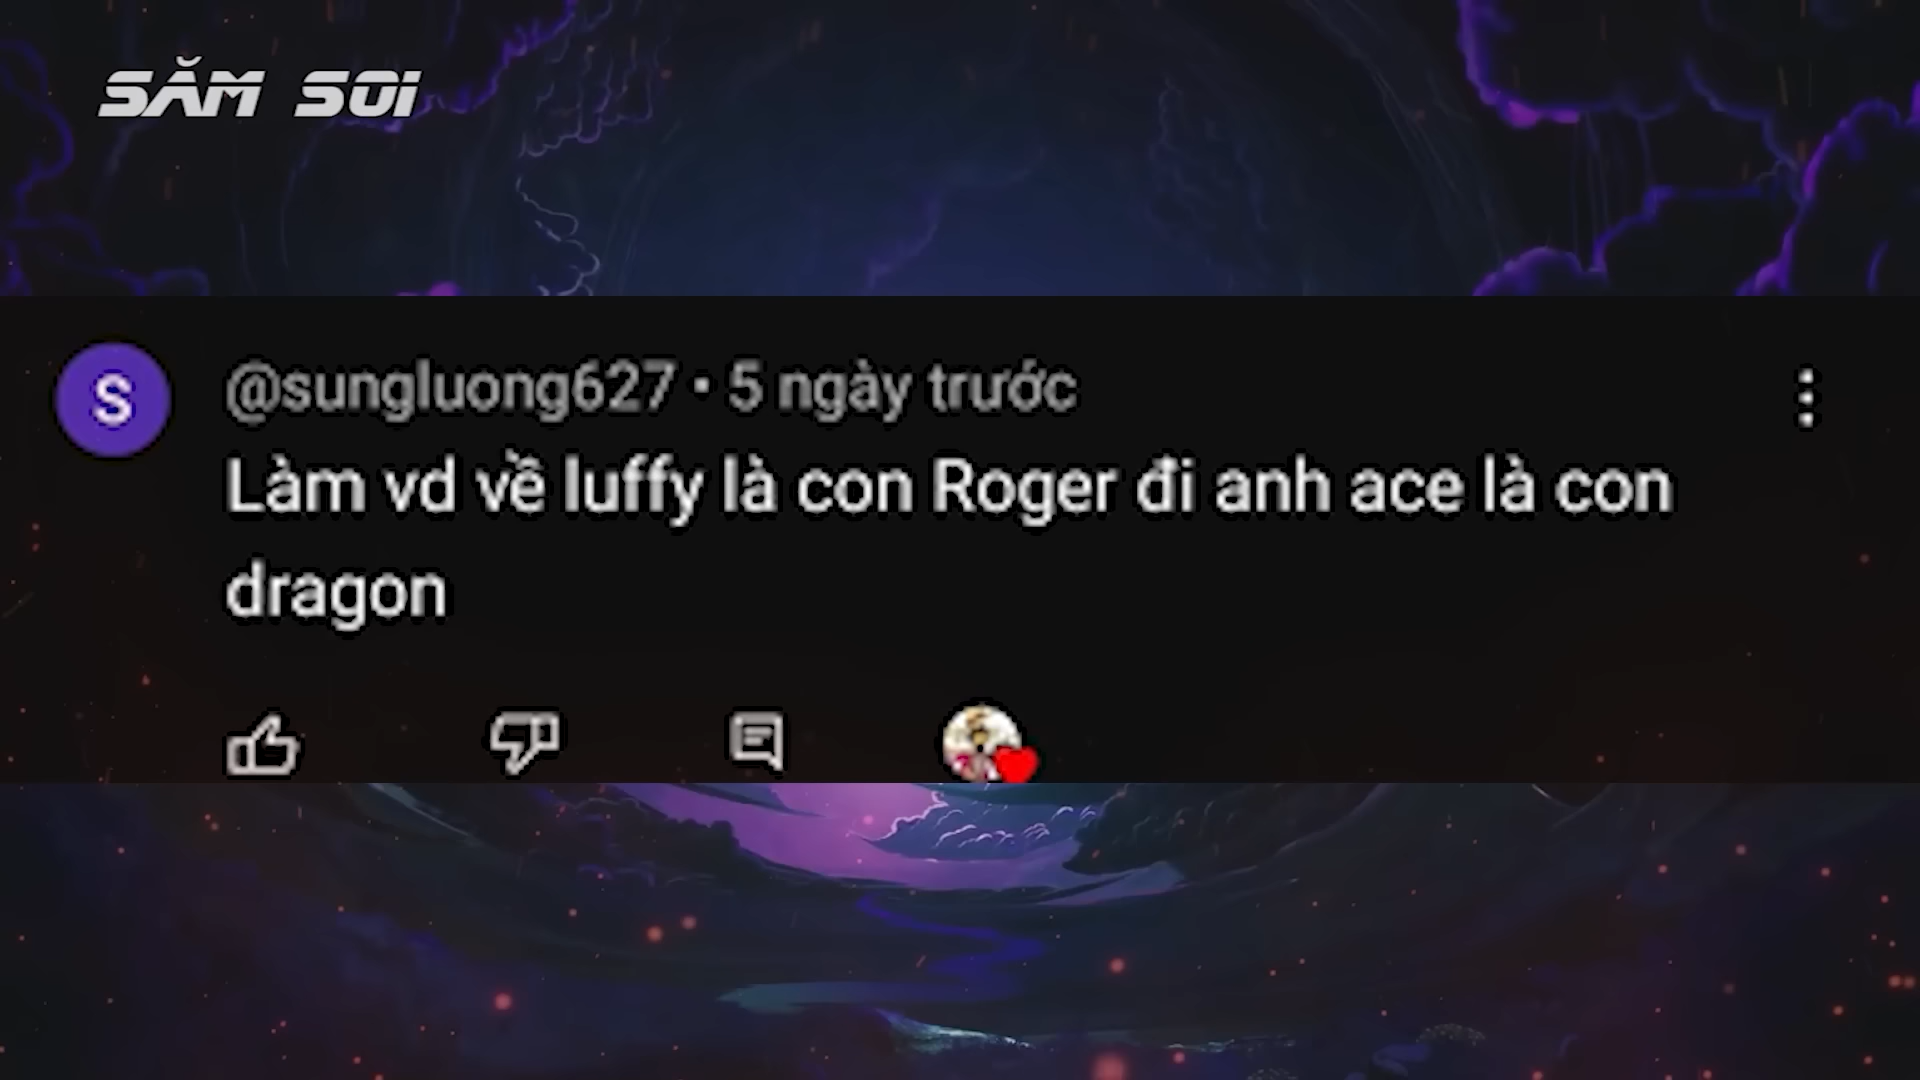 SĂM SOI
S
@sungluong627 • 5 ngày trước
Làm vd về luffy là con Roger đi anh ace là con
dragon